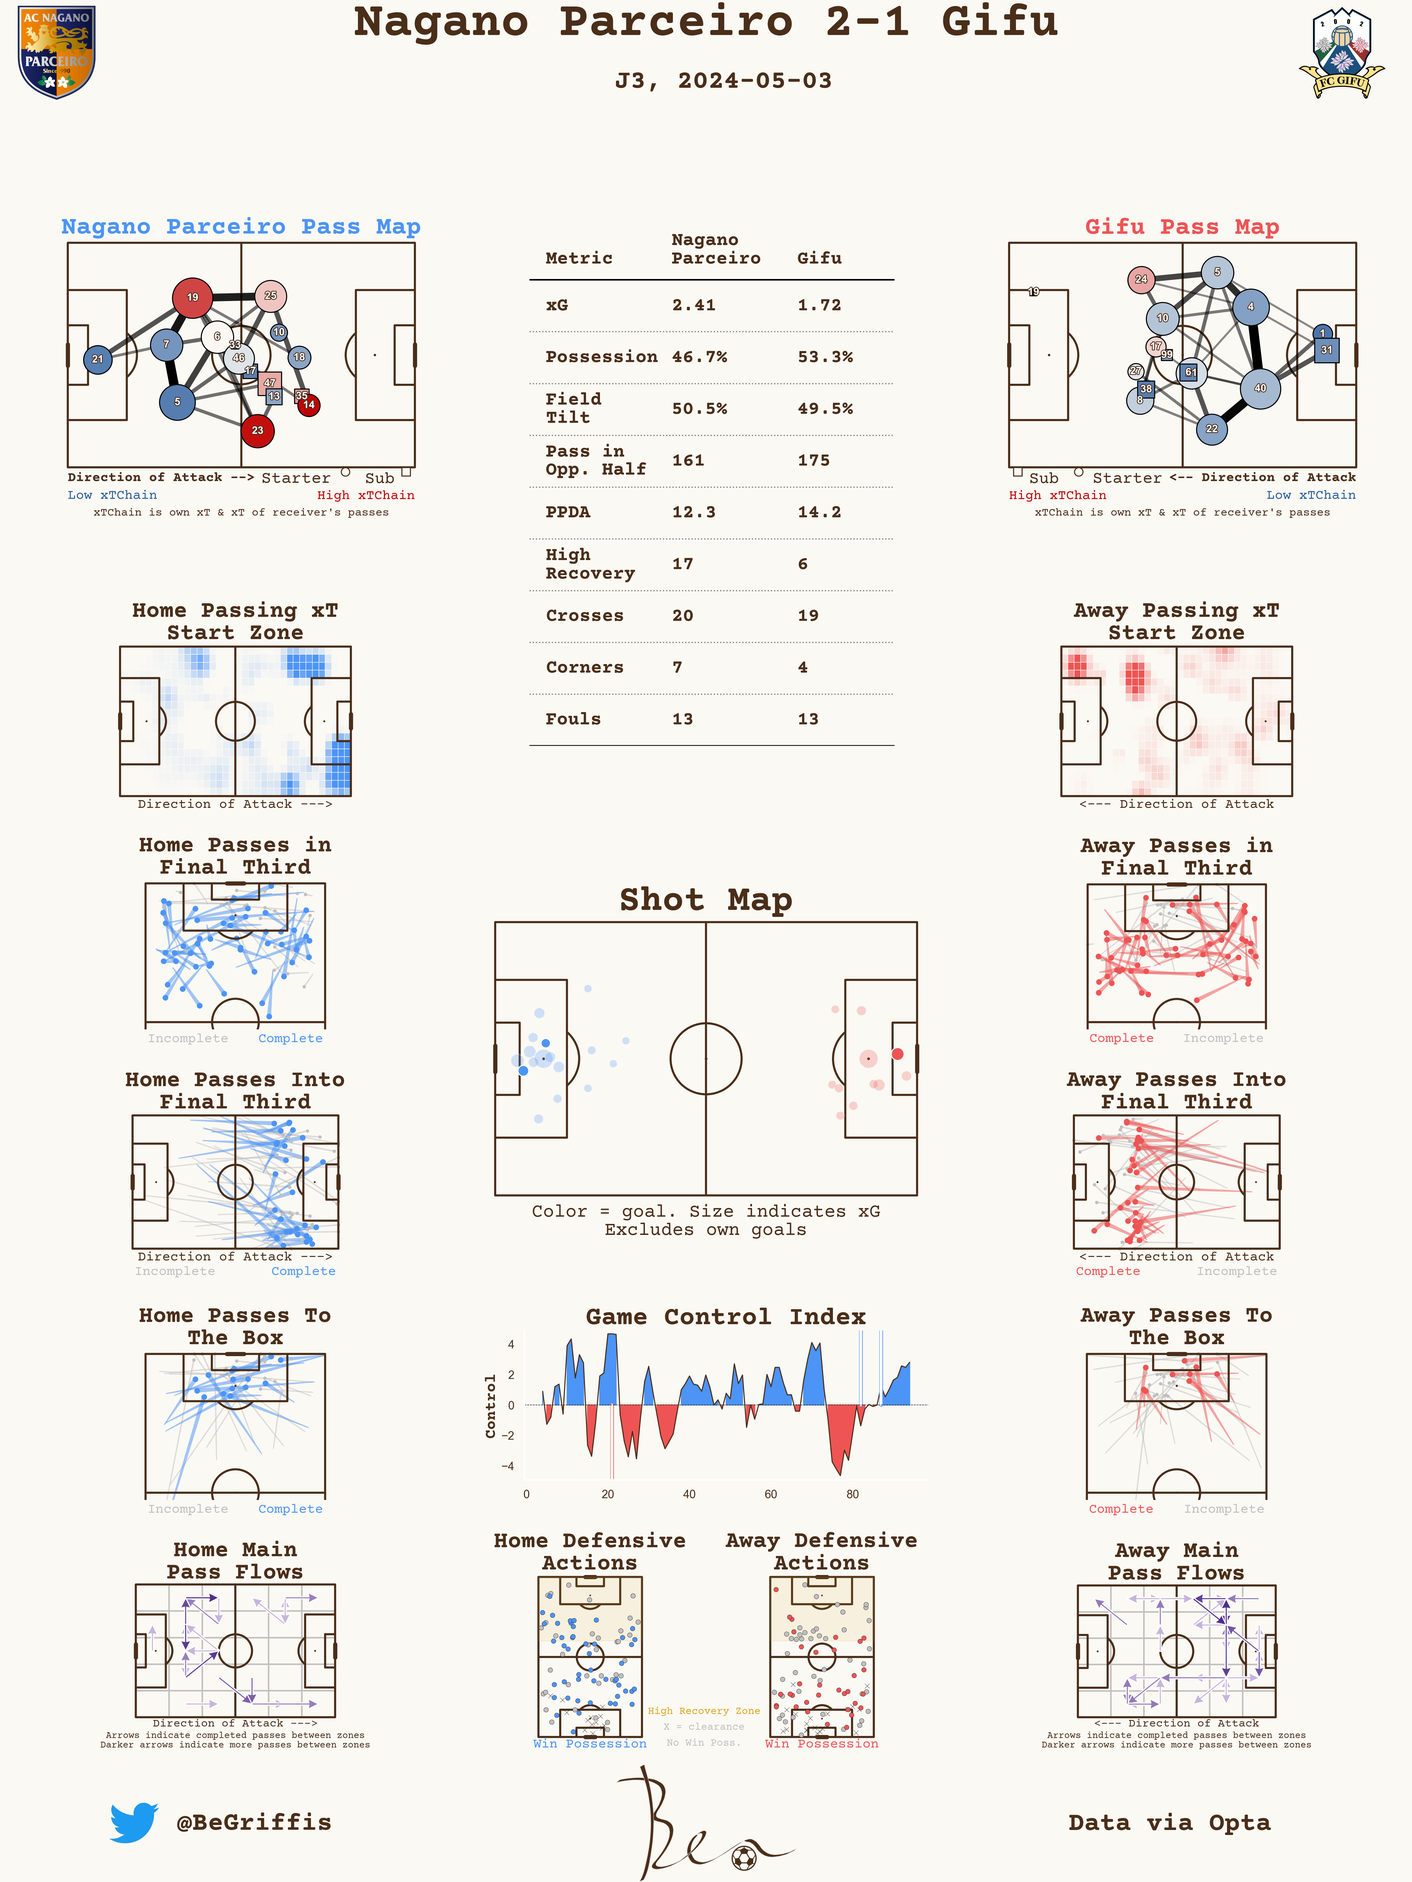 Nagano Parceiro 2-1 Gifu
J3, 2024-05-03
AC NAGANO
PARCEIRO
Since 1990
2 0 0 2
FC GIFU
Nagano Parceiro Pass Map
19
25
10
6
7
33
46
18
21
17
47
13
35
14
5
23
Direction of Attack --> Starter Sub
Low xTChain High xTChain
xTChain is own xT & xT of receiver's passes
Metric Nagano Parceiro Gifu
xG 2.41 1.72
Possession 46.7% 53.3%
Field Tilt 50.5% 49.5%
Pass in Opp. Half 161 175
PPDA 12.3 14.2
High Recovery 17 6
Crosses 20 19
Corners 7 4
Fouls 13 13
Gifu Pass Map
19
24
5
4
10
1
17
99
31
27
61
38
8
40
22
Sub Starter <-- Direction of Attack
High xTChain Low xTChain
xTChain is own xT & xT of receiver's passes
Home Passing xT
Start Zone
Direction of Attack --->
Away Passing xT
Start Zone
<--- Direction of Attack
Home Passes in
Final Third
Incomplete Complete
Away Passes in
Final Third
Complete Incomplete
Shot Map
Color = goal. Size indicates xG
Excludes own goals
Home Passes Into
Final Third
Direction of Attack --->
Incomplete Complete
Away Passes Into
Final Third
<--- Direction of Attack
Complete Incomplete
Home Passes To
The Box
Incomplete Complete
Game Control Index
Control
4
2
0
−2
−4
0 20 40 60 80
Away Passes To
The Box
Complete Incomplete
Home Main
Pass Flows
Direction of Attack --->
Arrows indicate completed passes between zones
Darker arrows indicate more passes between zones
Home Defensive
Actions
Win Possession
High Recovery Zone
X = clearance
No Win Poss.
Away Defensive
Actions
Win Possession
Away Main
Pass Flows
<--- Direction of Attack
Arrows indicate completed passes between zones
Darker arrows indicate more passes between zones
@BeGriffis
Ben
Data via Opta